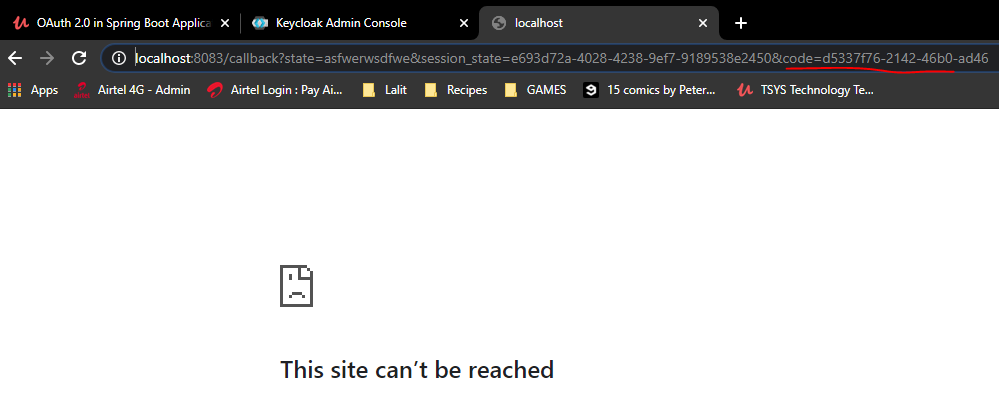 OAuth 2.0 in Spring Boot Applica
Keycloak Admin Console
localhost
localhost:8083/callback?state=asfwerwsdfwe&session_state=e693d72a-4028-4238-9ef7-9189538e2450&code=d5337f76-2142-46b0-ad46
Apps Airtel 4G - Admin Airtel Login : Pay Ai... Lalit Recipes GAMES 15 comics by Peter... TSYS Technology Te...
This site can't be reached